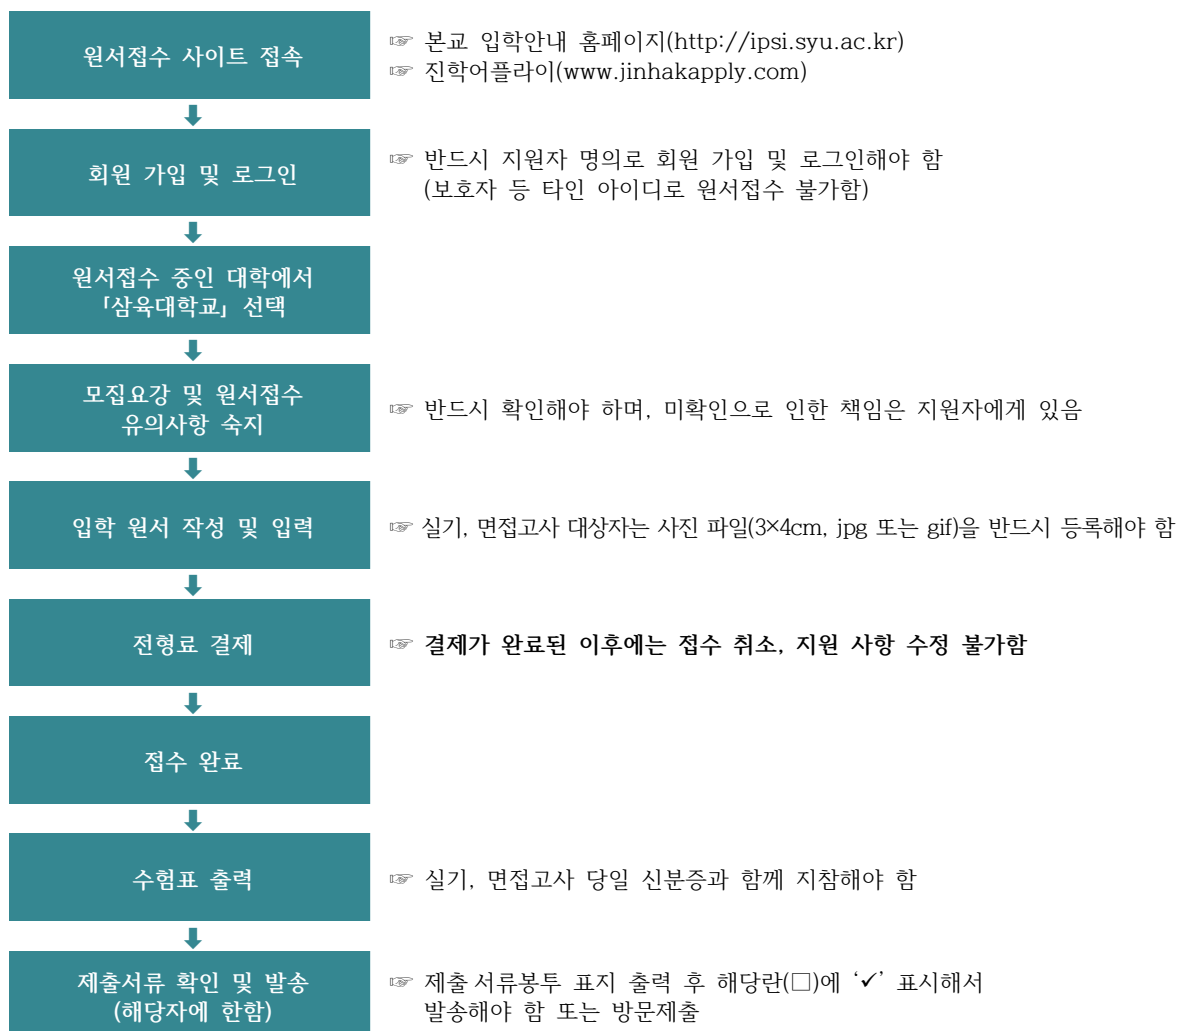 원서접수 사이트 접속
☞ 본교 입학안내 홈페이지(http://ipsi.syu.ac.kr)
☞ 진학어플라이(www.jinhakapply.com)
회원 가입 및 로그인
☞ 반드시 지원자 명의로 회원 가입 및 로그인해야 함
(보호자 등 타인 아이디로 원서접수 불가함)
원서접수 중인 대학에서
「삼육대학교」 선택
모집요강 및 원서접수
유의사항 숙지
☞ 반드시 확인해야 하며, 미확인으로 인한 책임은 지원자에게 있음
입학 원서 작성 및 입력
☞ 실기, 면접고사 대상자는 사진 파일(3×4cm, jpg 또는 gif)을 반드시 등록해야 함
전형료 결제
☞ 결제가 완료된 이후에는 접수 취소, 지원 사항 수정 불가함
접수 완료
수험표 출력
☞ 실기, 면접고사 당일 신분증과 함께 지참해야 함
제출서류 확인 및 발송
(해당자에 한함)
☞ 제출 서류봉투 표지 출력 후 해당란(□)에 ‘✓’ 표시해서
발송해야 함 또는 방문제출